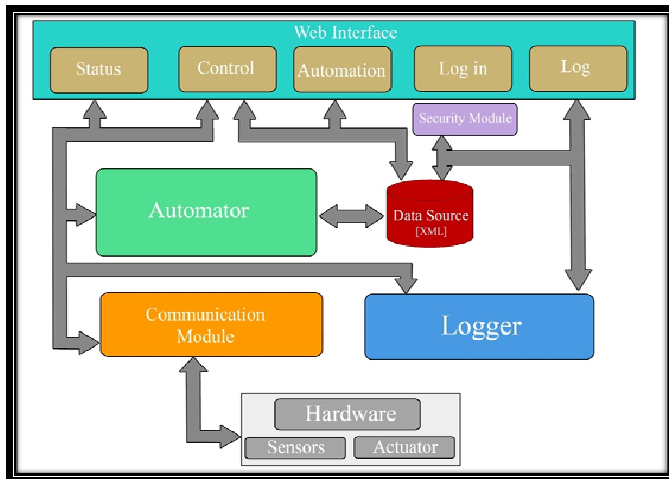 Web Interface
Status
Control
Automation
Log in
Log
Security Module
Automator
Data Source
[XML]
Communication
Module
Logger
Hardware
Sensors
Actuator